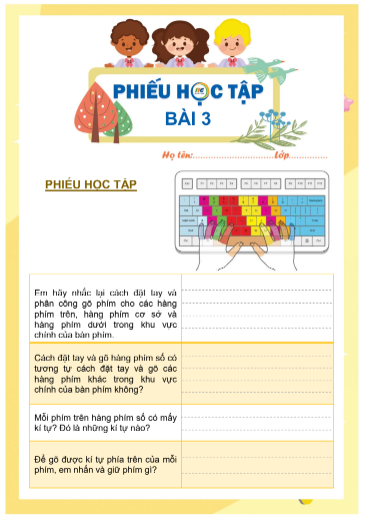 PHIẾU HỌC TẬP
BÀI 3
Họ tên:..............................lớp..............
PHIẾU HỌC TẬP
Em hãy nhắc lại cách đặt tay và
phân công gõ phím cho các hàng
phím trên, hàng phím cơ sở và
hàng phím dưới trong khu vực
chính của bàn phím.
Cách đặt tay và gõ hàng phím số có
tương tự cách đặt tay và gõ các
hàng phím khác trong khu vực
chính của bàn phím không?
Mỗi phím trên hàng phím số có mấy
kí tự? Đó là những kí tự nào?
Để gõ được kí tự phía trên của mỗi
phím, em nhấn và giữ phím gì?